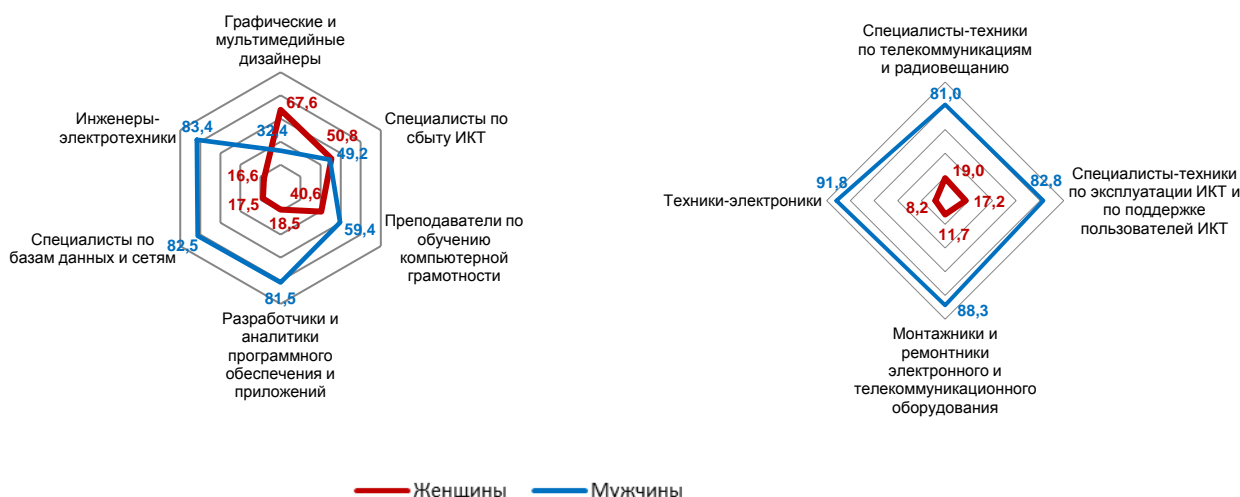 Графические и
мультимедийные
дизайнеры
67,6
32,4
Специалисты по
сбыту ИКТ
50,8
49,2
Преподаватели по
обучению
компьютерной
грамотности
40,6
59,4
Разработчики и
аналитики
программного
обеспечения и
приложений
18,5
81,5
Специалисты по
базам данных и сетям
17,5
82,5
Инженеры-
электротехники
83,4
16,6
Специалисты-техники
по телекоммуникациям
и радиовещанию
81,0
19,0
Специалисты-техники
по эксплуатации ИКТ и
по поддержке
пользователей ИКТ
82,8
17,2
Монтажники и
ремонтники
электронного и
телекоммуникационного
оборудования
11,7
88,3
Техники-электроники
91,8
8,2
Женщины
Мужчины